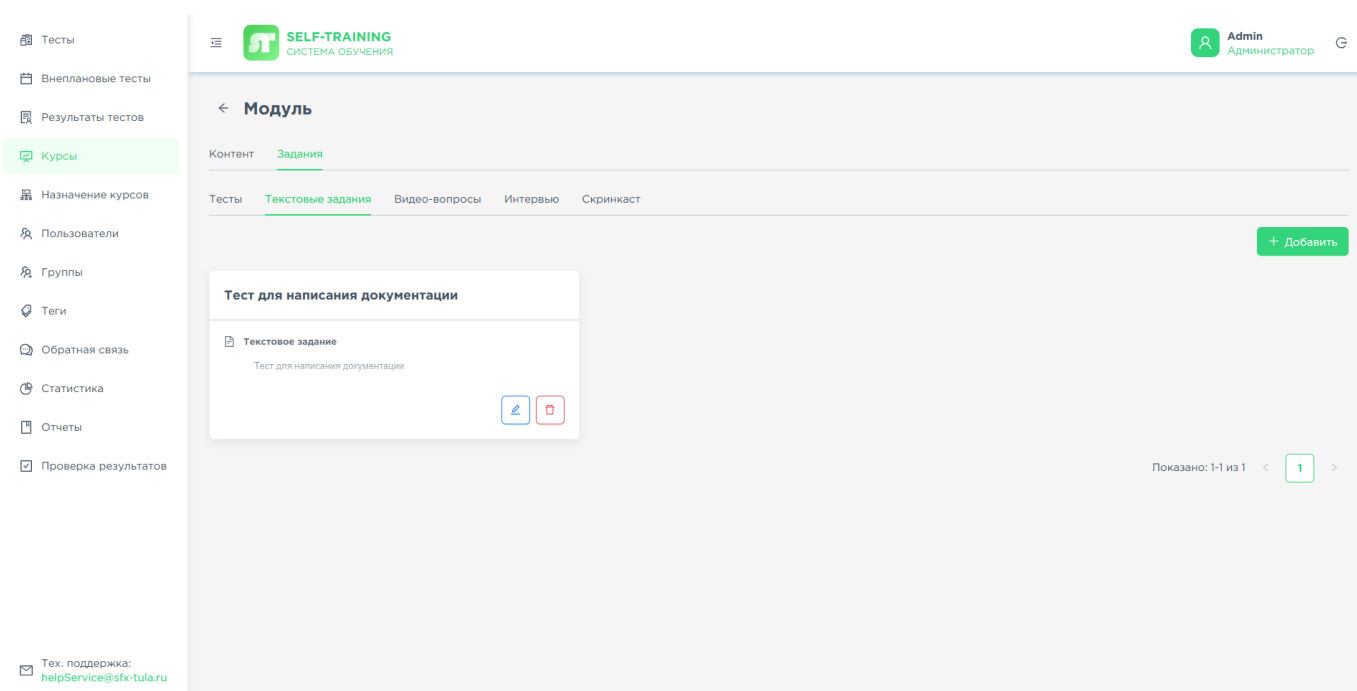 Тесты
Внеплановые тесты
Результаты тестов
Курсы
Назначение курсов
Пользователи
Группы
Теги
Обратная связь
Статистика
Отчеты
Проверка результатов
Тех. поддержка:
helpService@sfx-tula.ru
ST
SELF-TRAINING
СИСТЕМА ОБУЧЕНИЯ
Admin
Администратор
Модуль
Контент Задания
Тесты Текстовые задания Видео-вопросы Интервью Скринкаст
+ Добавить
Тест для написания документации
Текстовое задание
Тест для написания документации
Показано: 1-1 из 1 < 1 >